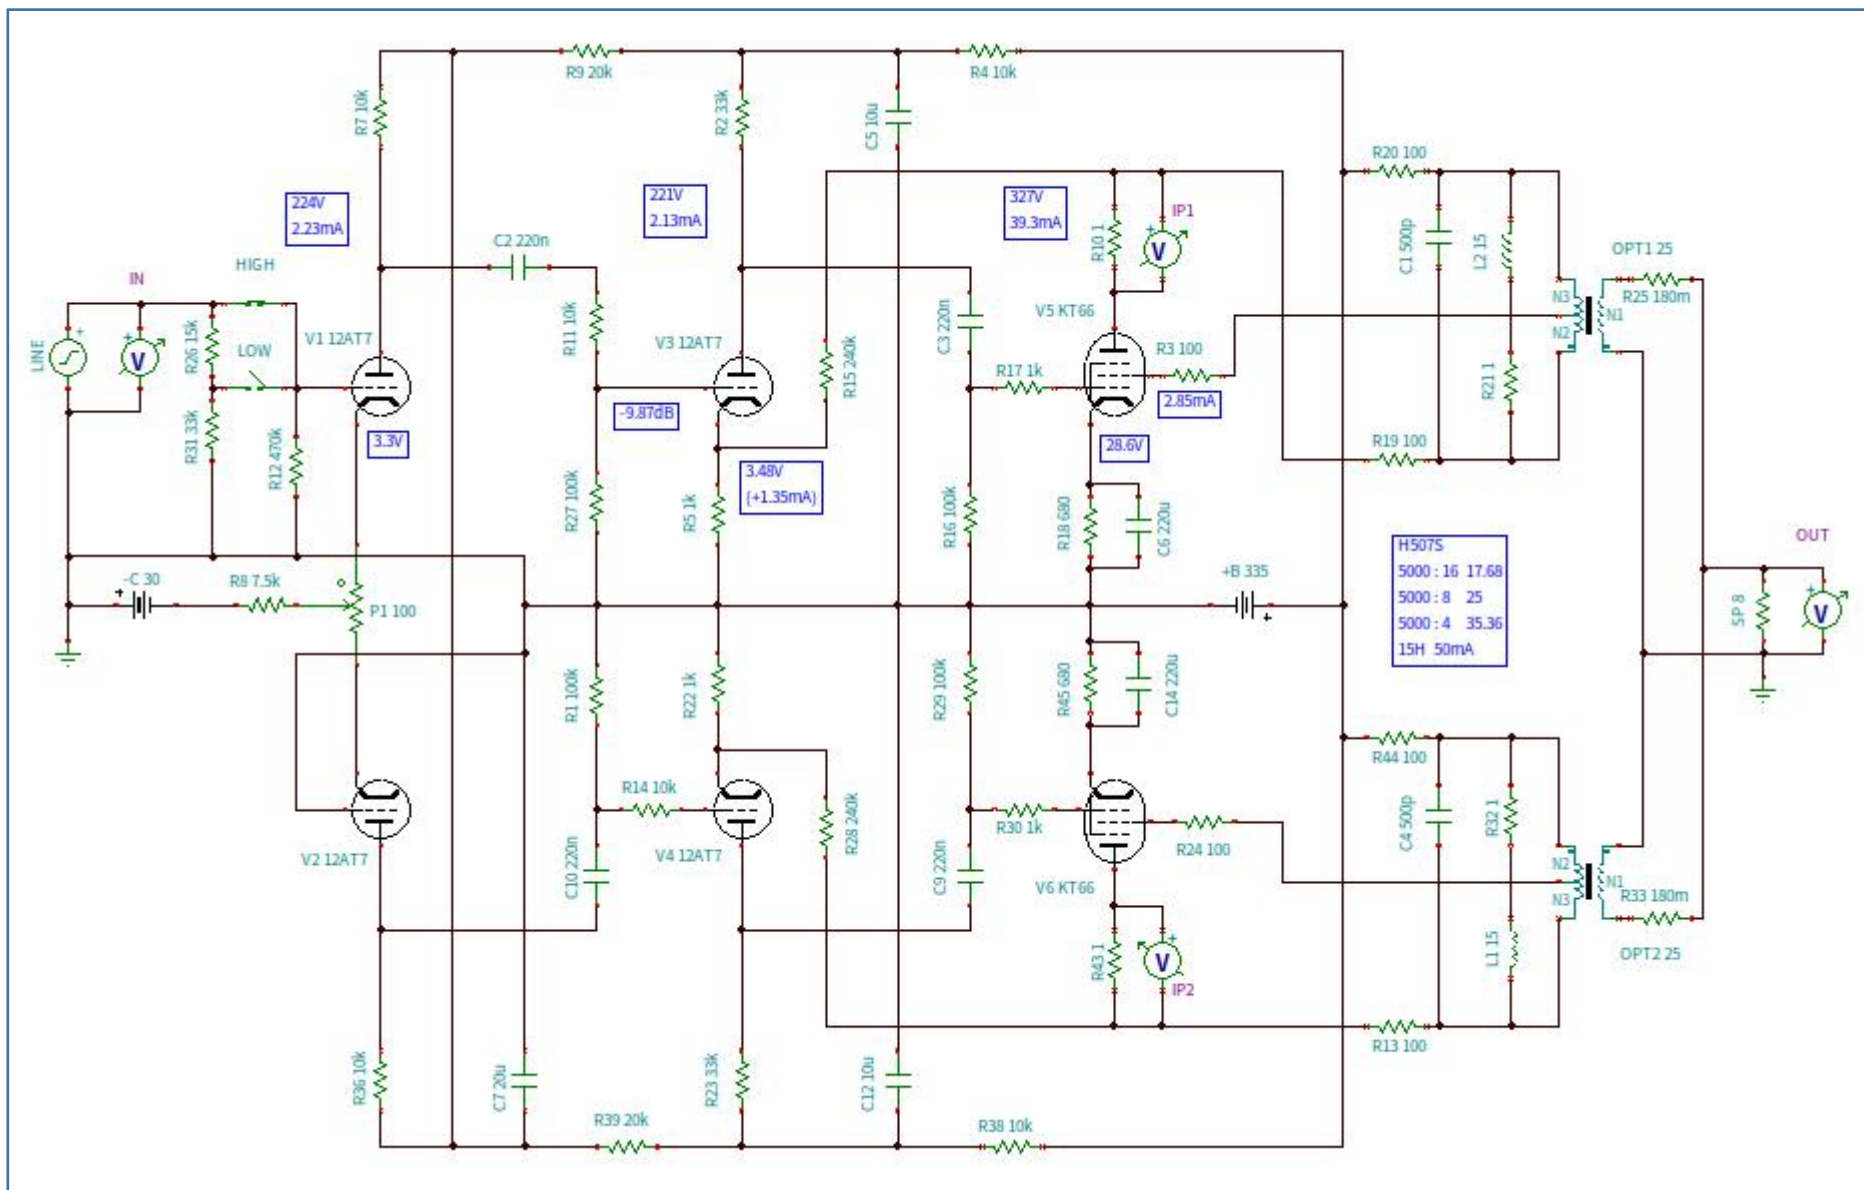 R9 20k
R4 10k
R7 10k
R2 33k
C5 10u
R20 100
224V
2.23mA
221V
2.13mA
327V
39.3mA
IP1
R10 1
V
C1 500p
L2 15
OPT1 25
C2 220n
HIGH
IN
N3
R25 180m
N1
N2
V5 KT66
R11 10k
C3 220n
R26 15k
V1 12AT7
V3 12AT7
R3 100
LINE
V
LOW
R15 240k
R17 1k
2.85mA
R21 1
-9.87dB
R31 33k
3.3V
28.6V
R19 100
R12 470k
3.48V
(+1.35mA)
R27 100k
R5 1k
R16 100k
R18 680
C6 220u
H507S
5000 : 16 17.68
5000 : 8 25
5000 : 4 35.36
15H 50mA
OUT
-C 30
R8 7.5k
P1 100
+B 335
SP 8
V
R1 100k
R22 1k
R29 100k
R45 680
C14 220u
R44 100
R14 10k
R30 1k
R24 100
C4 500p
R32 1
V2 12AT7
V4 12AT7
R28 240k
C10 220n
C9 220n
V6 KT66
N2
N1
N3
R33 180m
R43 1
V
IP2
L1 15
OPT2 25
R13 100
R36 10k
C7 20u
R23 33k
C12 10u
R39 20k
R38 10k